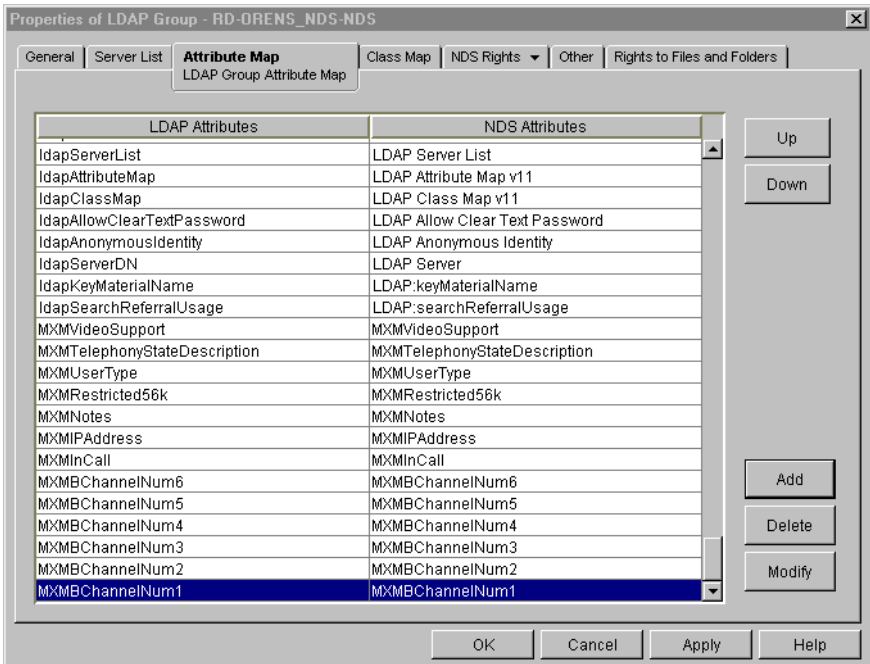 Properties of LDAP Group - RD-ORENS_NDS-NDS
General Server List Attribute Map Class Map NDS Rights Other Rights to Files and Folders
LDAP Group Attribute Map
LDAP Attributes NDS Attributes
ldapServerList LDAP Server List
ldapAttributeMap LDAP Attribute Map v11
ldapClassMap LDAP Class Map v11
ldapAllowClearTextPassword LDAP Allow Clear Text Password
ldapAnonymousIdentity LDAP Anonymous Identity
ldapServerDN LDAP Server
ldapKeyMaterialName LDAP:keyMaterialName
ldapSearchReferralUsage LDAP:searchReferralUsage
MXMVideoSupport MXMVideoSupport
MXMTelephonyStateDescription MXMTelephonyStateDescription
MXMUserType MXMUserType
MXMRestricted56k MXMRestricted56k
MXMNotes MXMNotes
MXMIPAddress MXMIPAddress
MXMInCall MXMInCall
MXMBChannelNum6 MXMBChannelNum6
MXMBChannelNum5 MXMBChannelNum5
MXMBChannelNum4 MXMBChannelNum4
MXMBChannelNum3 MXMBChannelNum3
MXMBChannelNum2 MXMBChannelNum2
MXMBChannelNum1 MXMBChannelNum1
Up
Down
Add
Delete
Modify
OK Cancel Apply Help